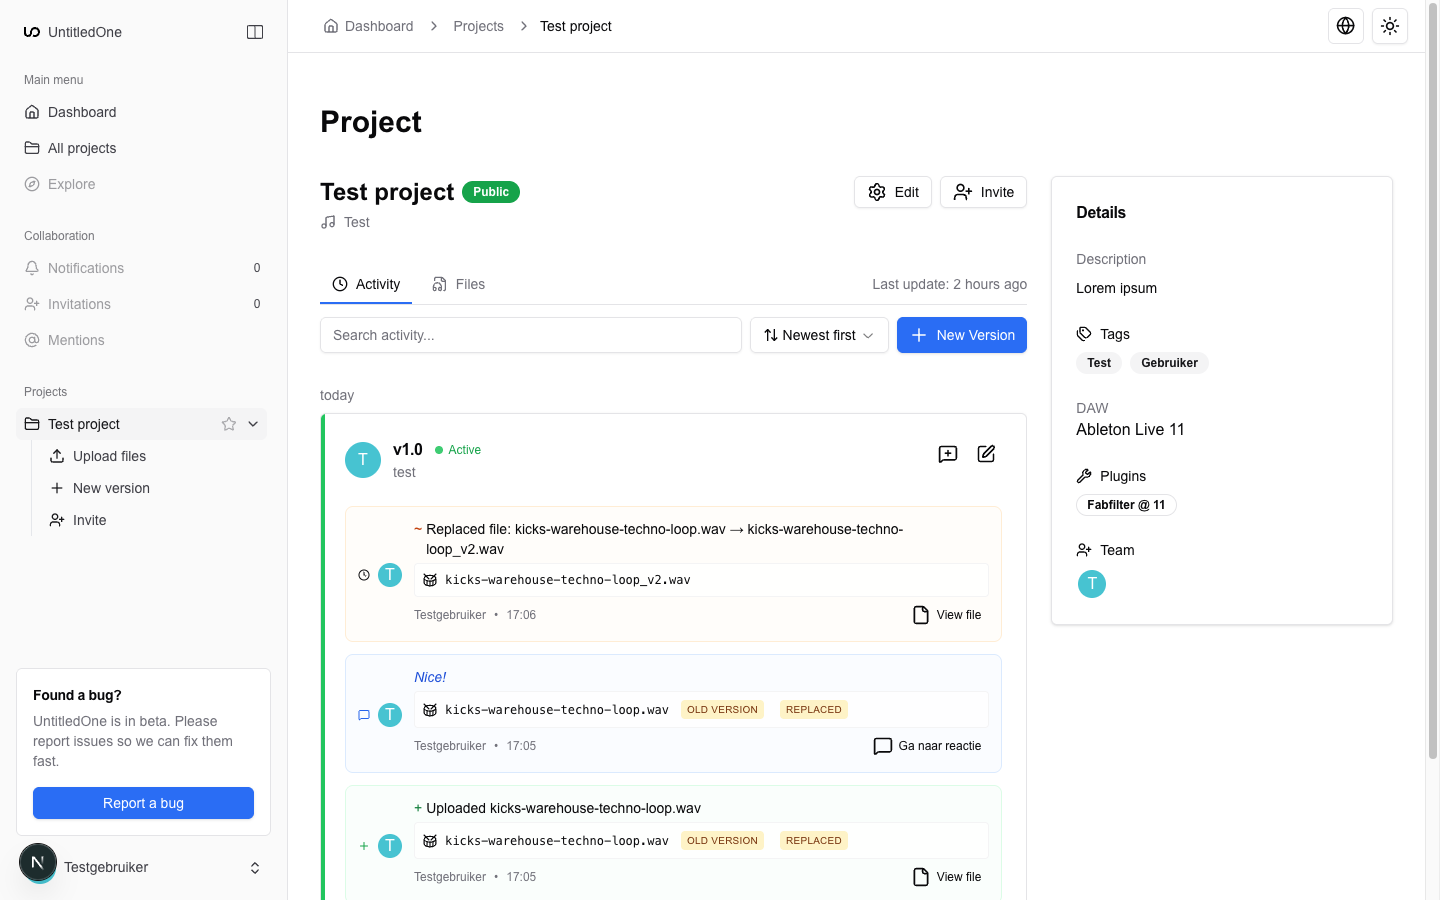 UntitledOne
Main menu
Dashboard
All projects
Explore
Collaboration
Notifications 0
Invitations 0
Mentions
Projects
Test project
Upload files
New version
Invite
Found a bug?
UntitledOne is in beta. Please
report issues so we can fix them
fast.
Report a bug
N
Testgebruiker
Dashboard > Projects > Test project
Project
Test project Public
Test
Edit
Invite
Activity
Files
Last update: 2 hours ago
Search activity...
Newest first
New Version
today
T
v1.0 Active
test
~ Replaced file: kicks-warehouse-techno-loop.wav → kicks-warehouse-techno-
loop_v2.wav
T
kicks-warehouse-techno-loop_v2.wav
Testgebruiker • 17:06
View file
Nice!
T
kicks-warehouse-techno-loop.wav OLD VERSION REPLACED
Testgebruiker • 17:05
Ga naar reactie
+ Uploaded kicks-warehouse-techno-loop.wav
T
kicks-warehouse-techno-loop.wav OLD VERSION REPLACED
Testgebruiker • 17:05
View file
Details
Description
Lorem ipsum
Tags
Test Gebruiker
DAW
Ableton Live 11
Plugins
Fabfilter @ 11
Team
T